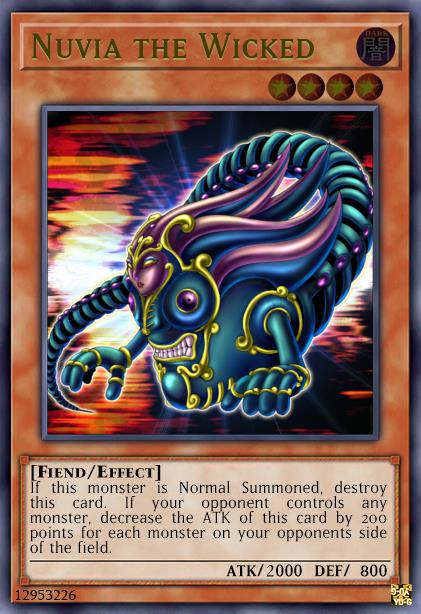 NUVIA THE WICKED
DARK
闇
[FIEND/EFFECT]
If this monster is Normal Summoned, destroy
this card. If your opponent controls any
monster, decrease the ATK of this card by 200
points for each monster on your opponents side
of the field.
ATK/2000 DEF/ 800
12953226